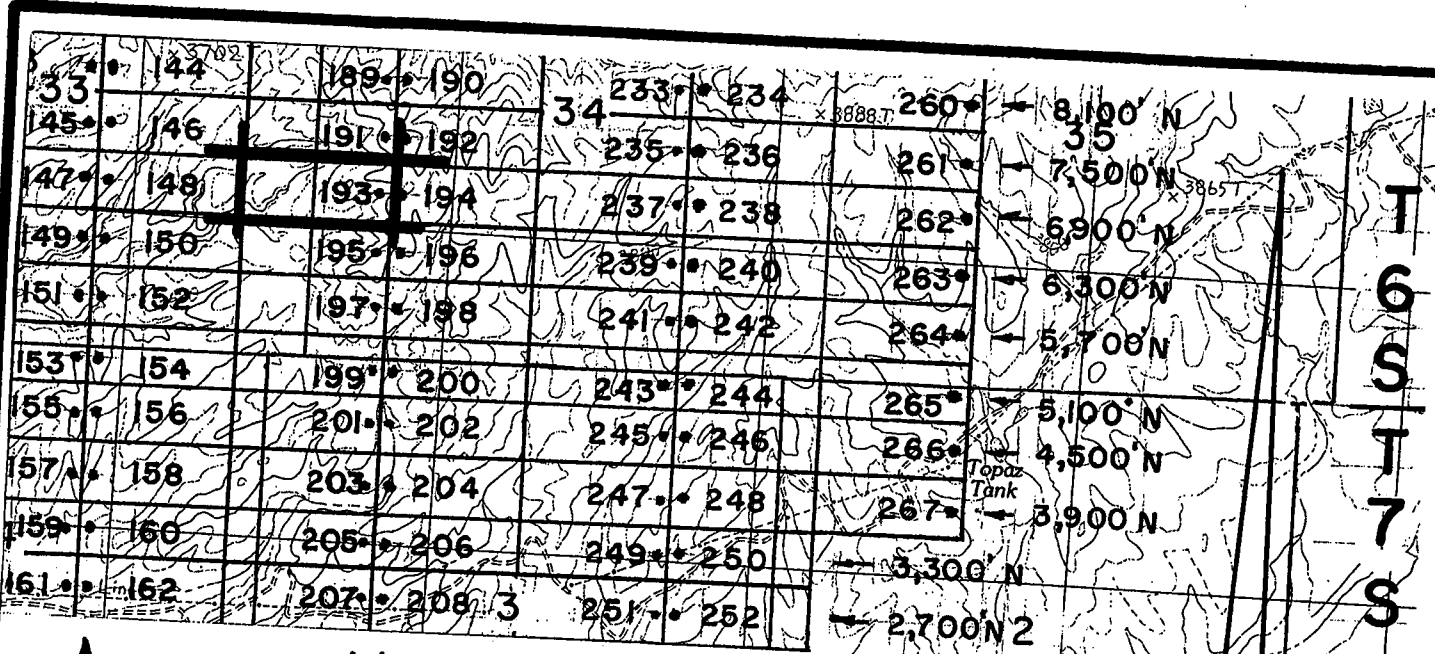 33 144 × 3702 189 190 34 233 234 × 3888 T 260 8,100' N
145 146 191 192 235 236 261 35
7,500' N
147 148 193 194 237 238 262 3865 T T
6,900' N
149 150 195 196 239 240 263 6,300' N 6
151 152 197 198 241 242 264 5,700' N S
153 154 199 200 243 244 265 5,100' N
155 156 201 202 245 246 266 4,500' N T
Topaz
Tank
157 158 203 204 247 248 267 3,900 N 7
159 160 205 206 249 250 3,300' N
161 162 207 208 3 251 252 2,700' N 2 S